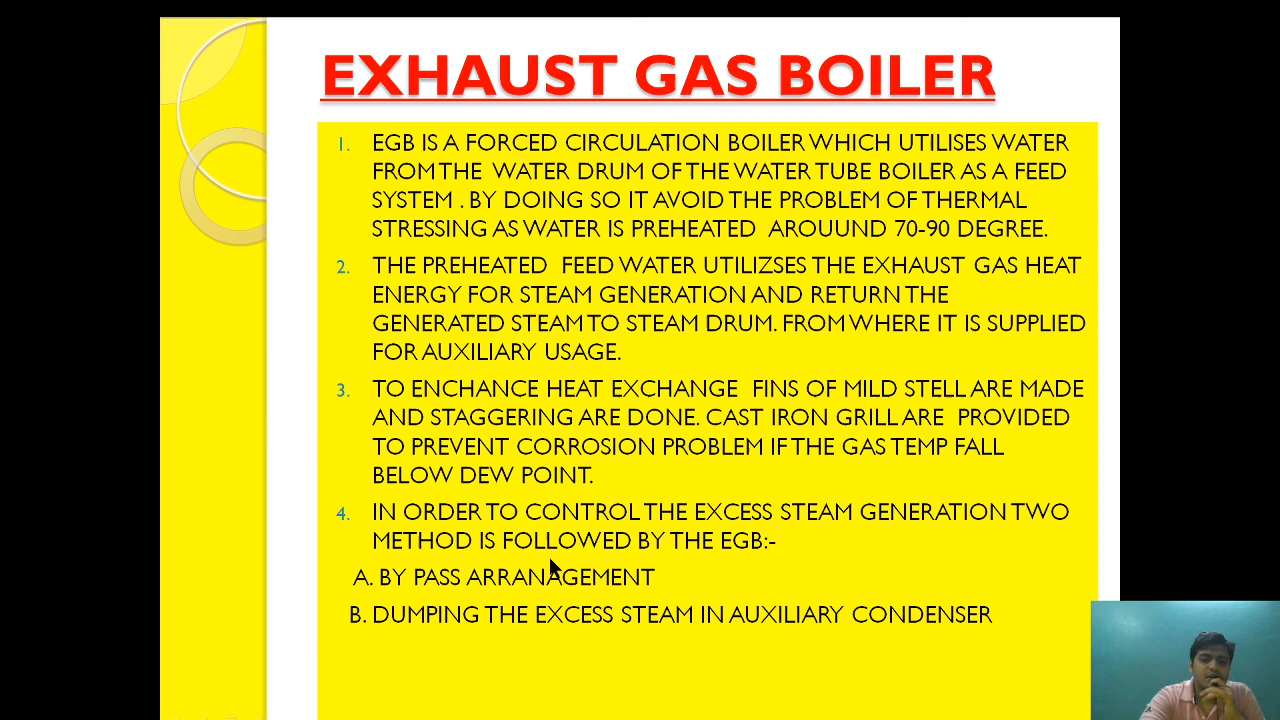 EXHAUST GAS BOILER
1. EGB IS A FORCED CIRCULATION BOILER WHICH UTILISES WATER
FROM THE WATER DRUM OF THE WATER TUBE BOILER AS A FEED
SYSTEM . BY DOING SO IT AVOID THE PROBLEM OF THERMAL
STRESSING AS WATER IS PREHEATED AROUUND 70-90 DEGREE.
2. THE PREHEATED FEED WATER UTILIZSES THE EXHAUST GAS HEAT
ENERGY FOR STEAM GENERATION AND RETURN THE
GENERATED STEAM TO STEAM DRUM. FROM WHERE IT IS SUPPLIED
FOR AUXILIARY USAGE.
3. TO ENCHANCE HEAT EXCHANGE FINS OF MILD STELL ARE MADE
AND STAGGERING ARE DONE. CAST IRON GRILL ARE PROVIDED
TO PREVENT CORROSION PROBLEM IF THE GAS TEMP FALL
BELOW DEW POINT.
4. IN ORDER TO CONTROL THE EXCESS STEAM GENERATION TWO
METHOD IS FOLLOWED BY THE EGB:-
A. BY PASS ARRANAGEMENT
B. DUMPING THE EXCESS STEAM IN AUXILIARY CONDENSER